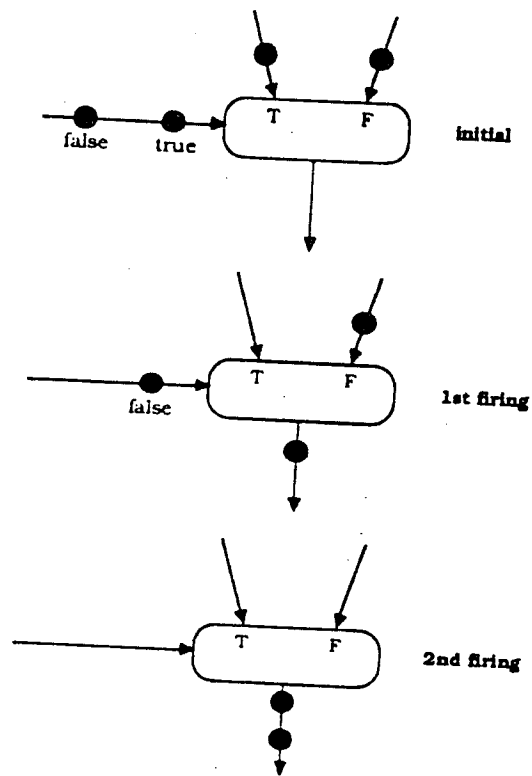 T F
initial
false true
T F
1st firing
false
T F
2nd firing